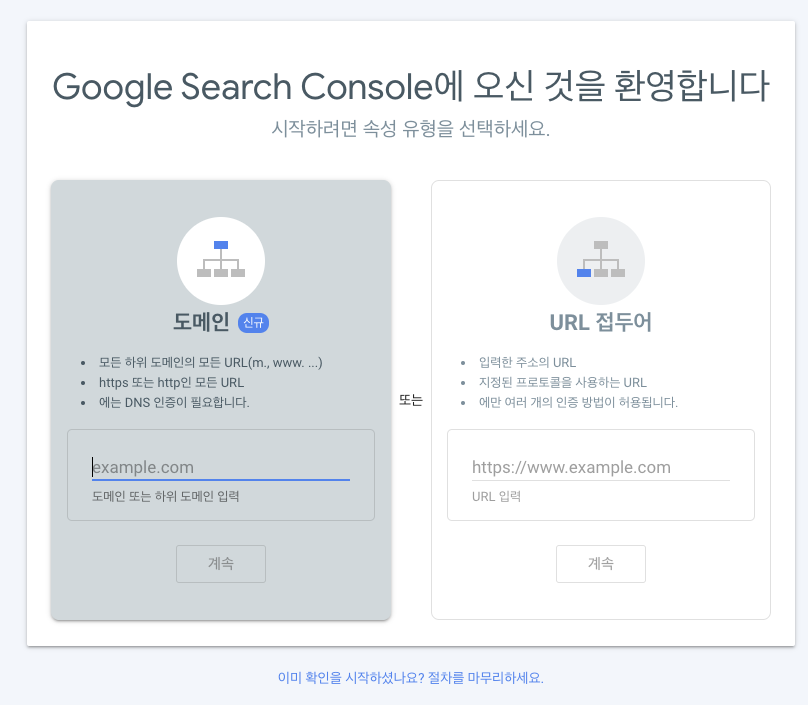 Google Search Console에 오신 것을 환영합니다
시작하려면 속성 유형을 선택하세요.
도메인 신규
모든 하위 도메인의 모든 URL(m., www. ...)
https 또는 http인 모든 URL
에는 DNS 인증이 필요합니다.
example.com
도메인 또는 하위 도메인 입력
계속
또는
URL 접두어
입력한 주소의 URL
지정된 프로토콜을 사용하는 URL
에만 여러 개의 인증 방법이 허용됩니다.
https://www.example.com
URL 입력
계속
이미 확인을 시작하셨나요? 절차를 마무리하세요.